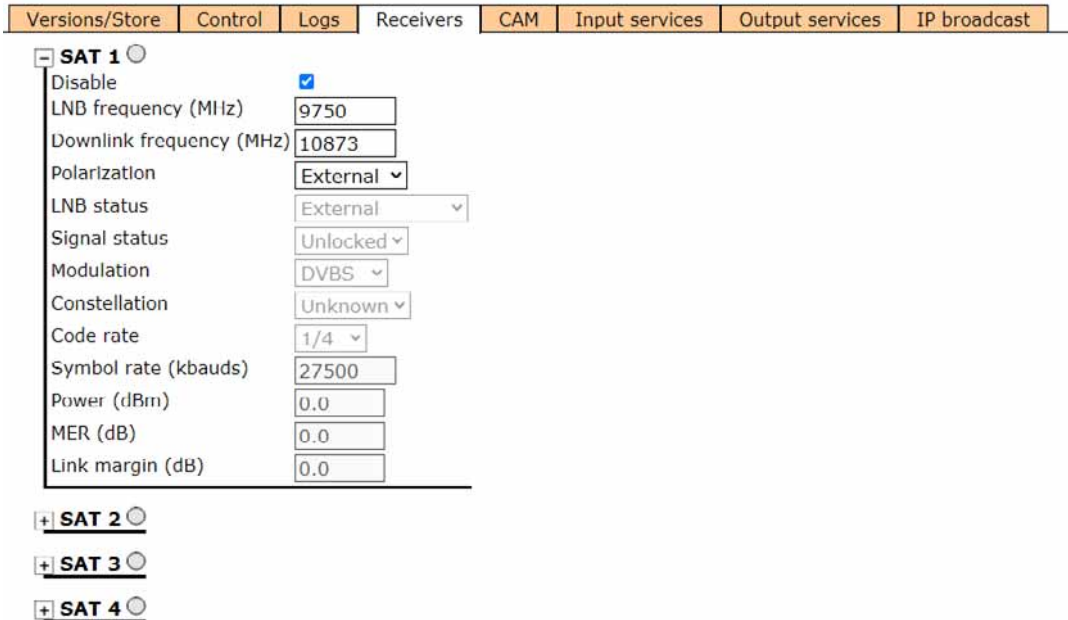 Versions/Store Control Logs Receivers CAM Input services Output services IP broadcast
SAT 1
Disable
LNB frequency (MHz) 9750
Downlink frequency (MHz) 10873
Polarization External
LNB status External
Signal status Unlocked
Modulation DVBS
Constellation Unknown
Code rate 1/4
Symbol rate (kbauds) 27500
Power (dBm) 0.0
MER (dB) 0.0
Link margin (dB) 0.0
SAT 2
SAT 3
SAT 4